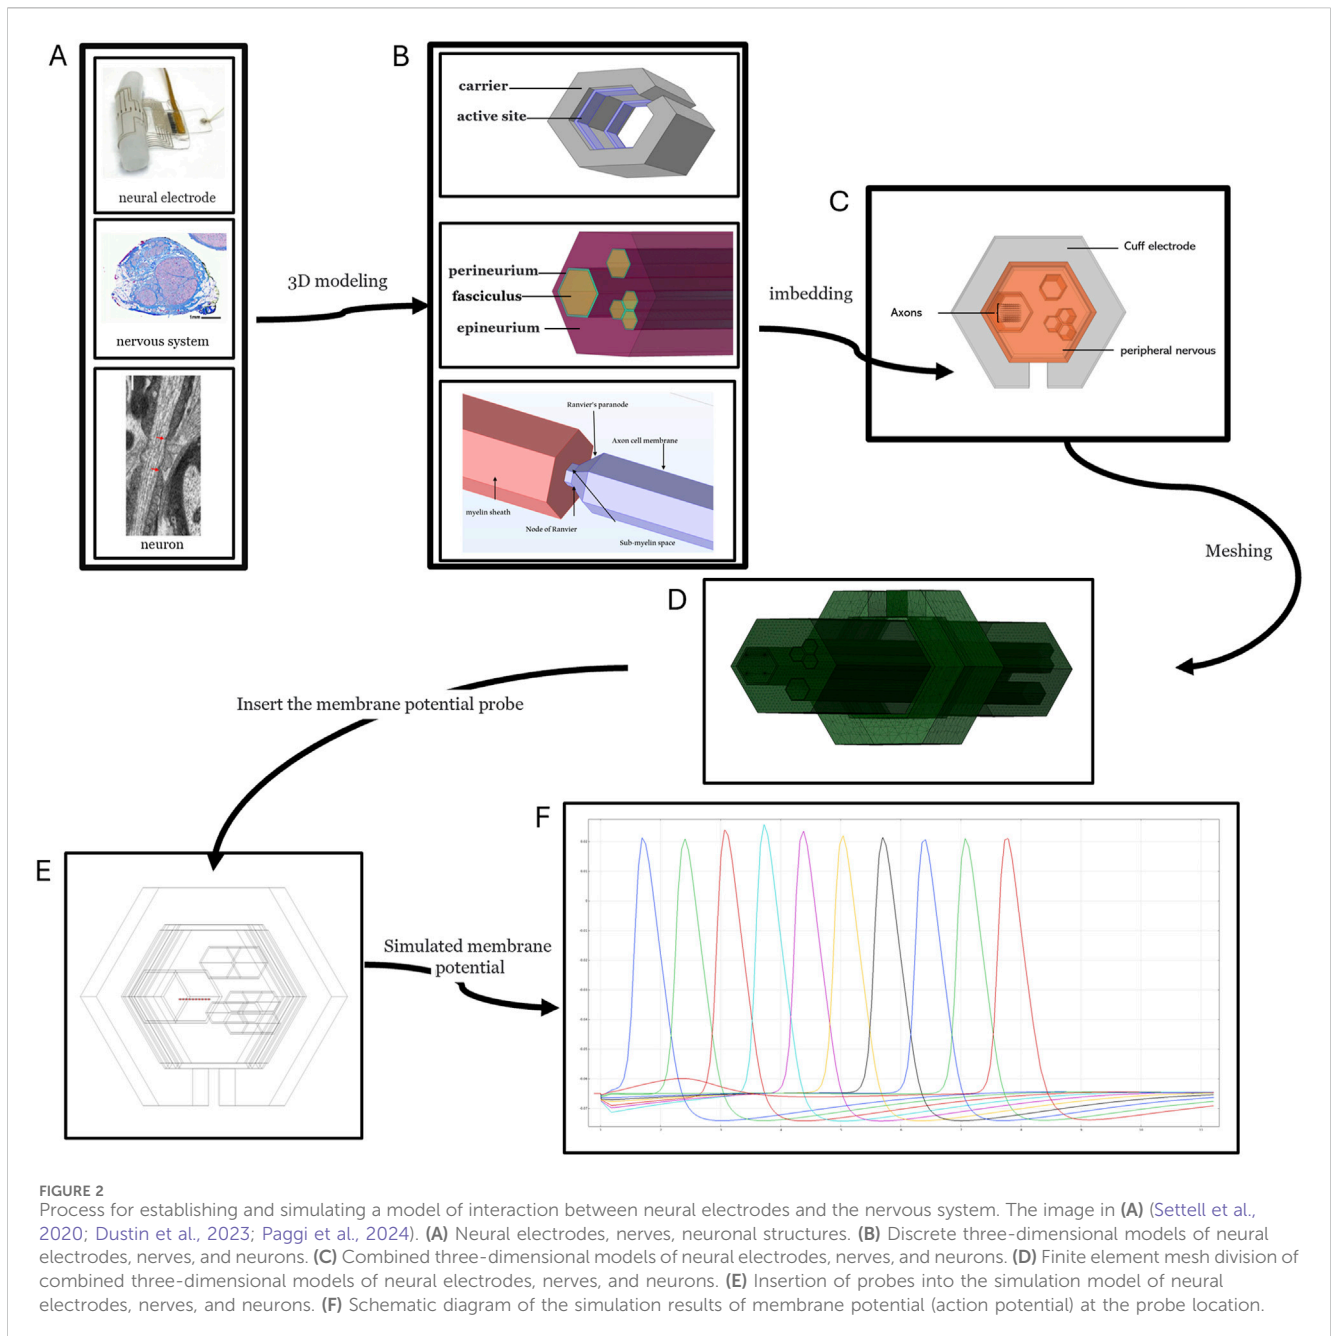 A
neural electrode
1mm
nervous system
neuron
3D modeling
B
carrier
active site
perineurium
fasciculus
epineurium
Ranvier's paranode
Axon cell membrane
myelin sheath
Node of Ranvier
Sub-myelin space
imbedding
C
Cuff electrode
Axons
peripheral nervous
Meshing
D
Insert the membrane potential probe
E
Simulated membrane
potential
F
FIGURE 2
Process for establishing and simulating a model of interaction between neural electrodes and the nervous system. The image in (A) (Settell et al.,
2020; Dustin et al., 2023; Paggi et al., 2024). (A) Neural electrodes, nerves, neuronal structures. (B) Discrete three-dimensional models of neural
electrodes, nerves, and neurons. (C) Combined three-dimensional models of neural electrodes, nerves, and neurons. (D) Finite element mesh division of
combined three-dimensional models of neural electrodes, nerves, and neurons. (E) Insertion of probes into the simulation model of neural
electrodes, nerves, and neurons. (F) Schematic diagram of the simulation results of membrane potential (action potential) at the probe location.